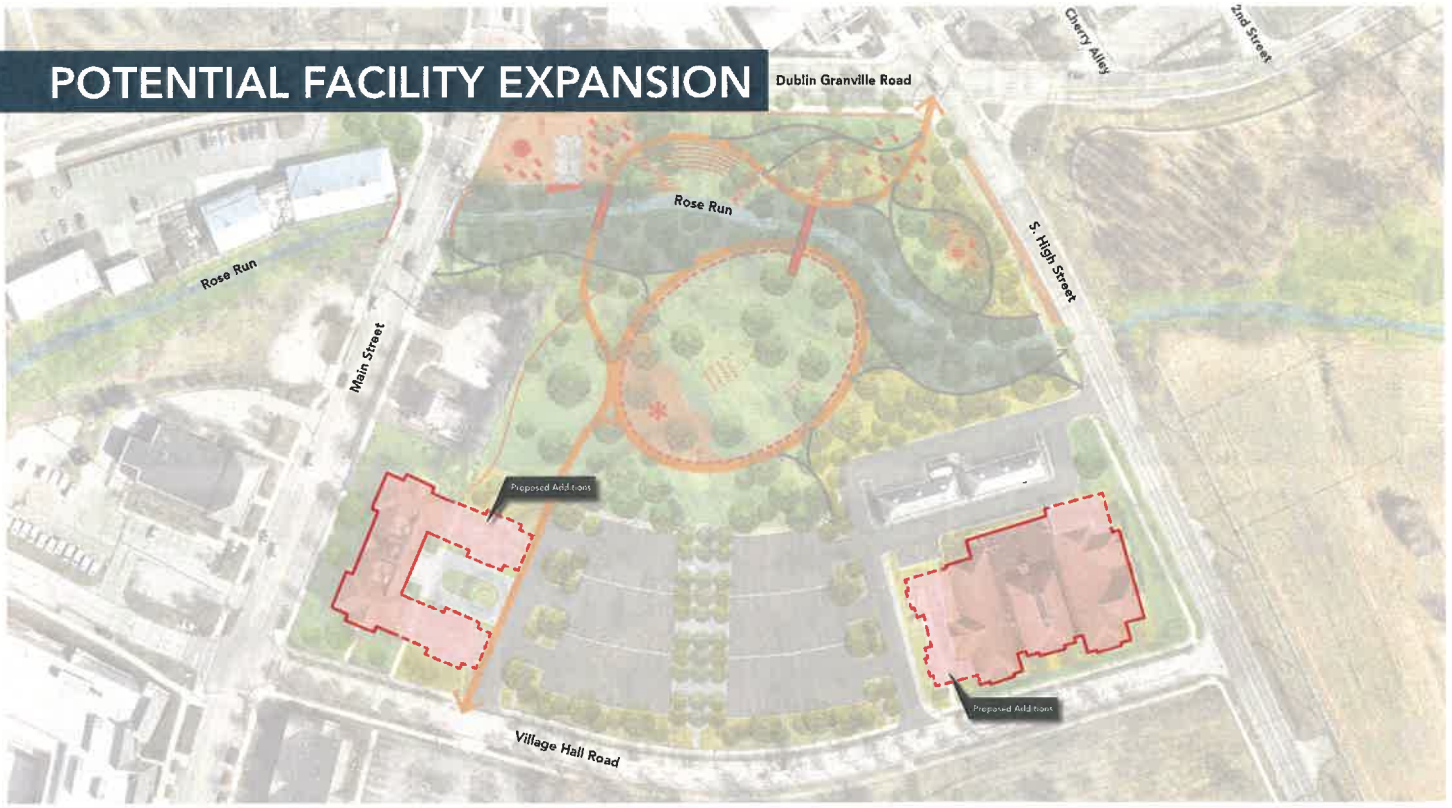 Cherry Alley
2nd Street
POTENTIAL FACILITY EXPANSION
Dublin Granville Road
Rose Run
S. High Street
Rose Run
Main Street
Proposed Additions
Proposed Additions
Village Hall Road